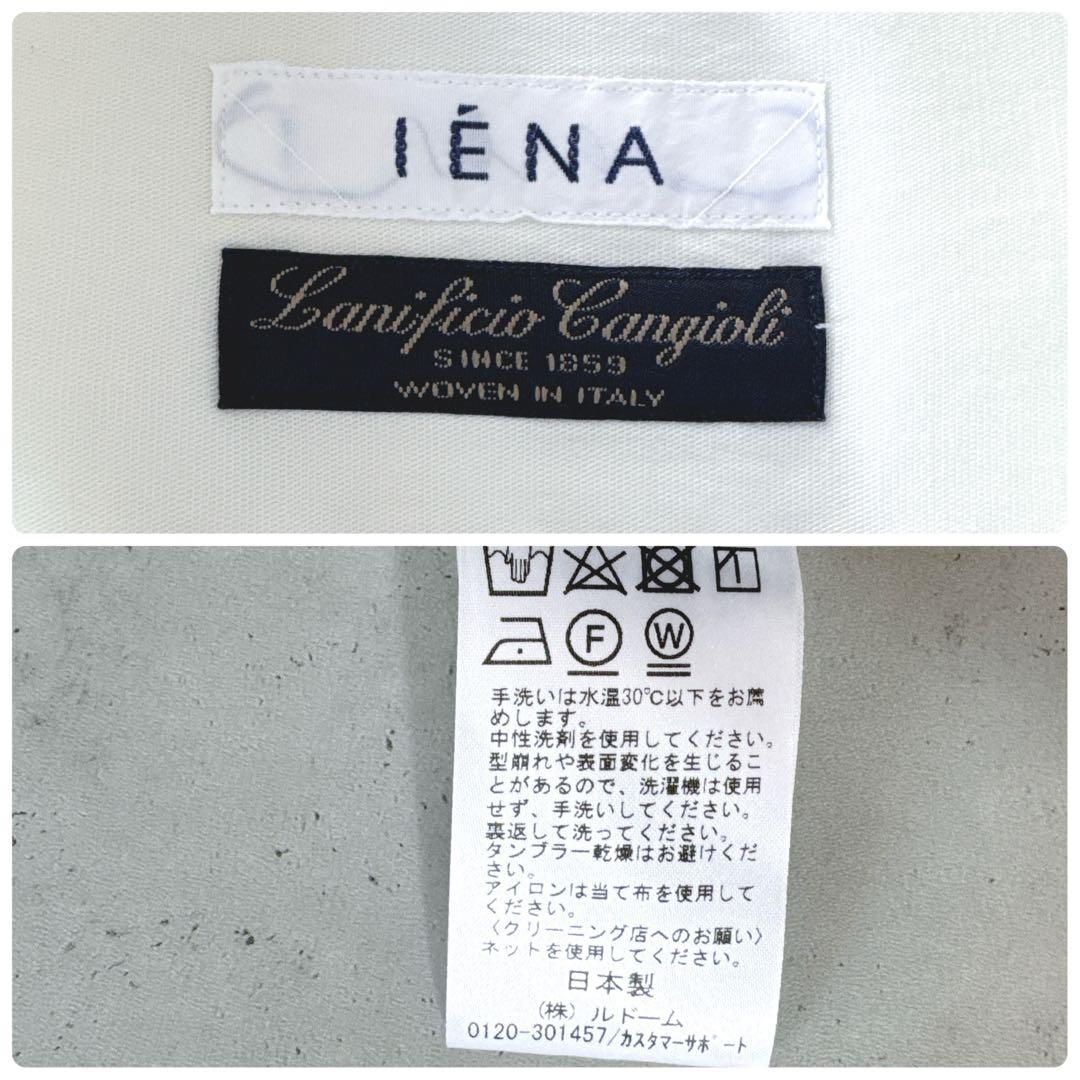 IÉNA
Lanificio Cangioli
SINCE 1859
WOVEN IN ITALY
F W
手洗いは水温30℃以下をお薦
めします。
中性洗剤を使用してください。
型崩れや表面変化を生じるこ
とがあるので、洗濯機は使用
せず、手洗いしてください。
裏返して洗ってください。
タンブラー乾燥はお避けくだ
さい。
アイロンは当て布を使用して
ください。
〈クリーニング店へのお願い〉
ネットを使用してください。
日本製
(株) ルドーム
0120-301457/カスタマーサポート